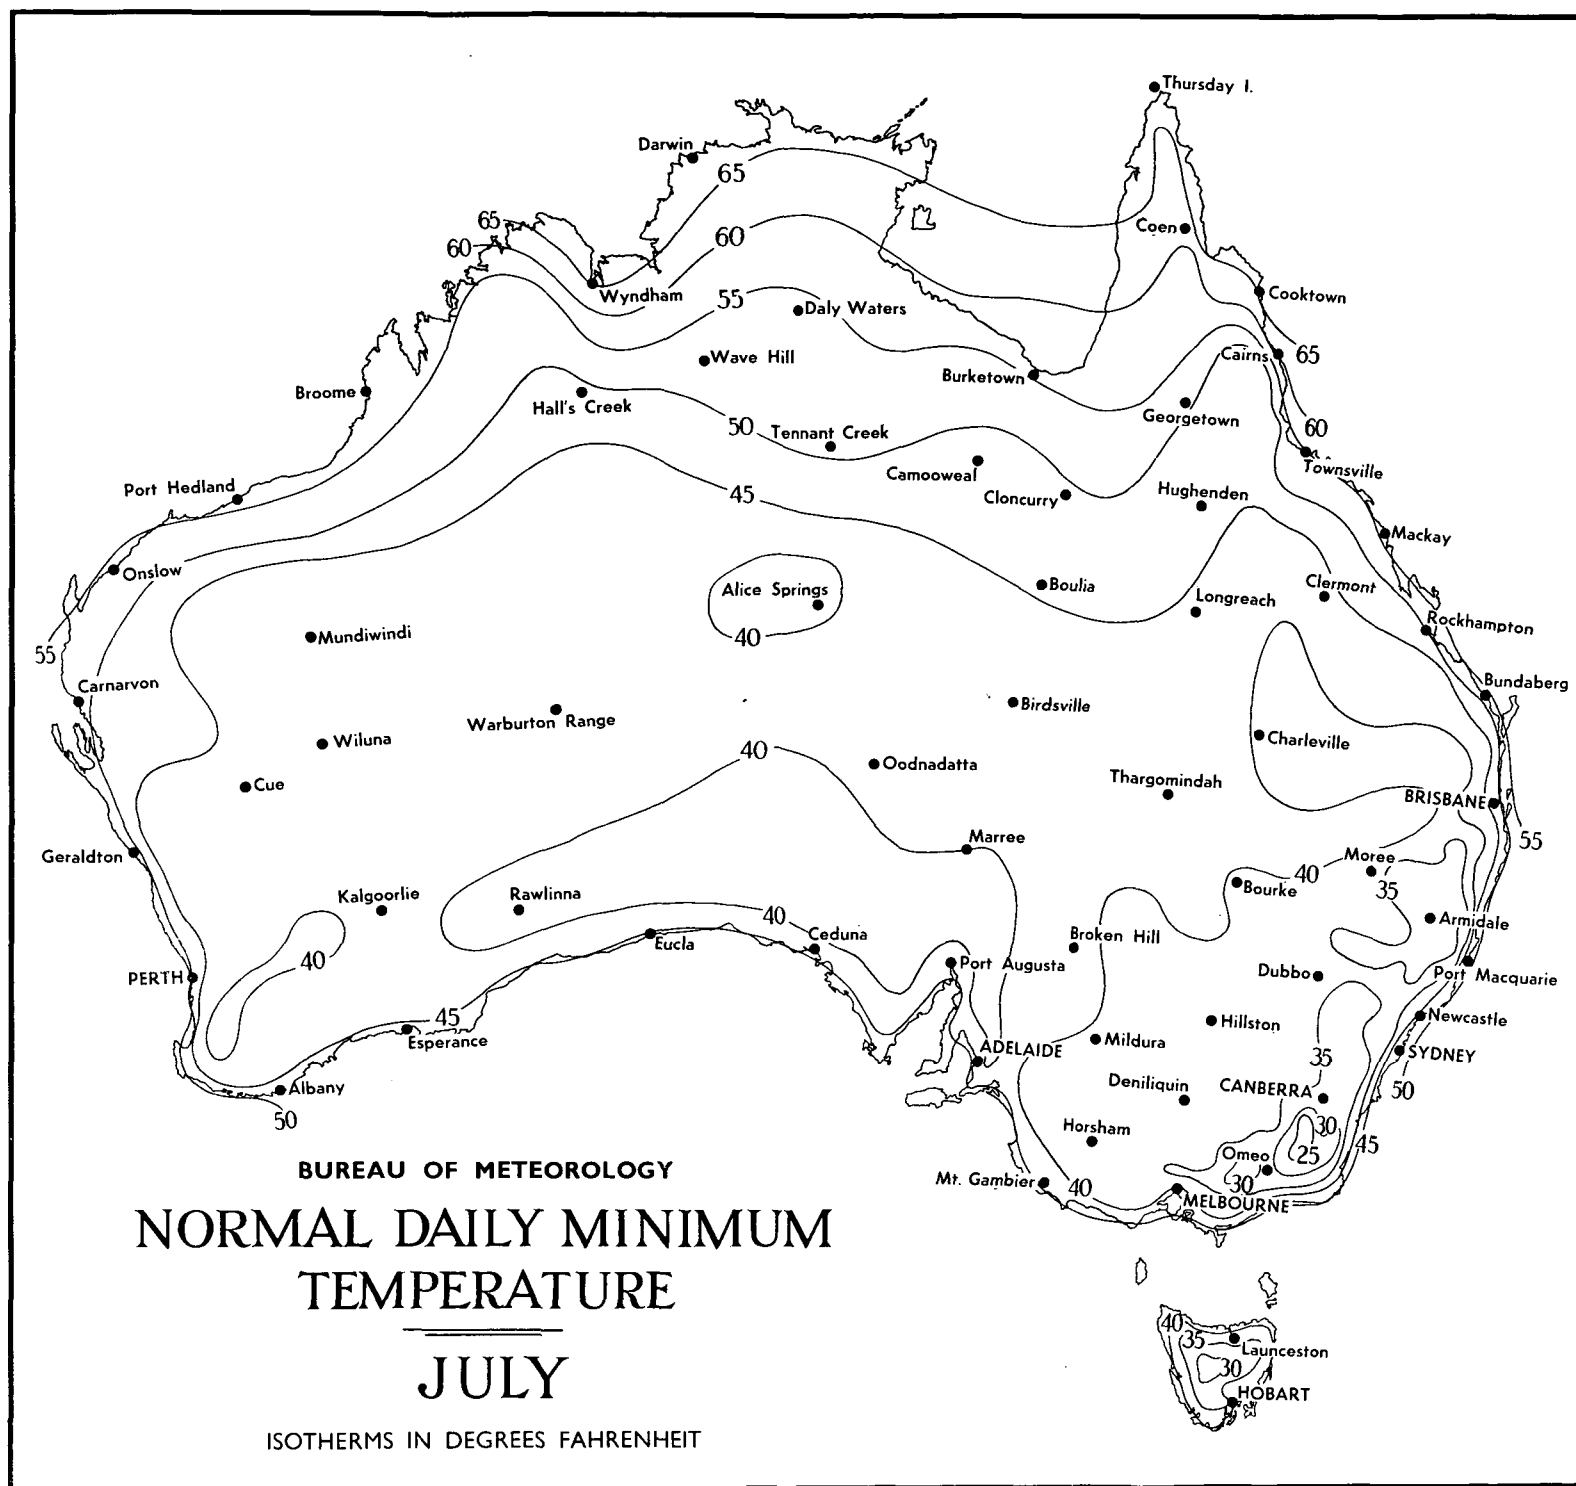 Thursday I.
Darwin
65
65
60
60
Coen
Wyndham
55
Cooktown
Daly Waters
Wave Hill
Cairns
65
Burketown
Broome
Hall's Creek
Georgetown
50
Tennant Creek
60
Camooweal
Townsville
Port Hedland
45
Cloncurry
Hughenden
Mackay
Onslow
Alice Springs
Boulia
Longreach
Clermont
Mundiwindi
40
Rockhampton
55
Carnarvon
Birdsville
Bundaberg
Warburton Range
Wiluna
40
Oodnadatta
Charleville
Cue
Thargomindah
BRISBANE
Geraldton
Marree
55
Moree
40
35
Kalgoorlie
Rawlinna
Bourke
40
Armidale
Ceduna
Eucla
Broken Hill
40
PERTH
Port Augusta
Dubbo
Port Macquarie
45
Esperance
Hillston
Newcastle
ADELAIDE
Mildura
35
SYDNEY
Albany
Deniliquin
CANBERRA
50
50
Horsham
30
45
Omeo
25
Mt. Gambier
40
30
MELBOURNE
BUREAU OF METEOROLOGY
NORMAL DAILY MINIMUM
TEMPERATURE
JULY
ISOTHERMS IN DEGREES FAHRENHEIT
40
35
Launceston
30
HOBART